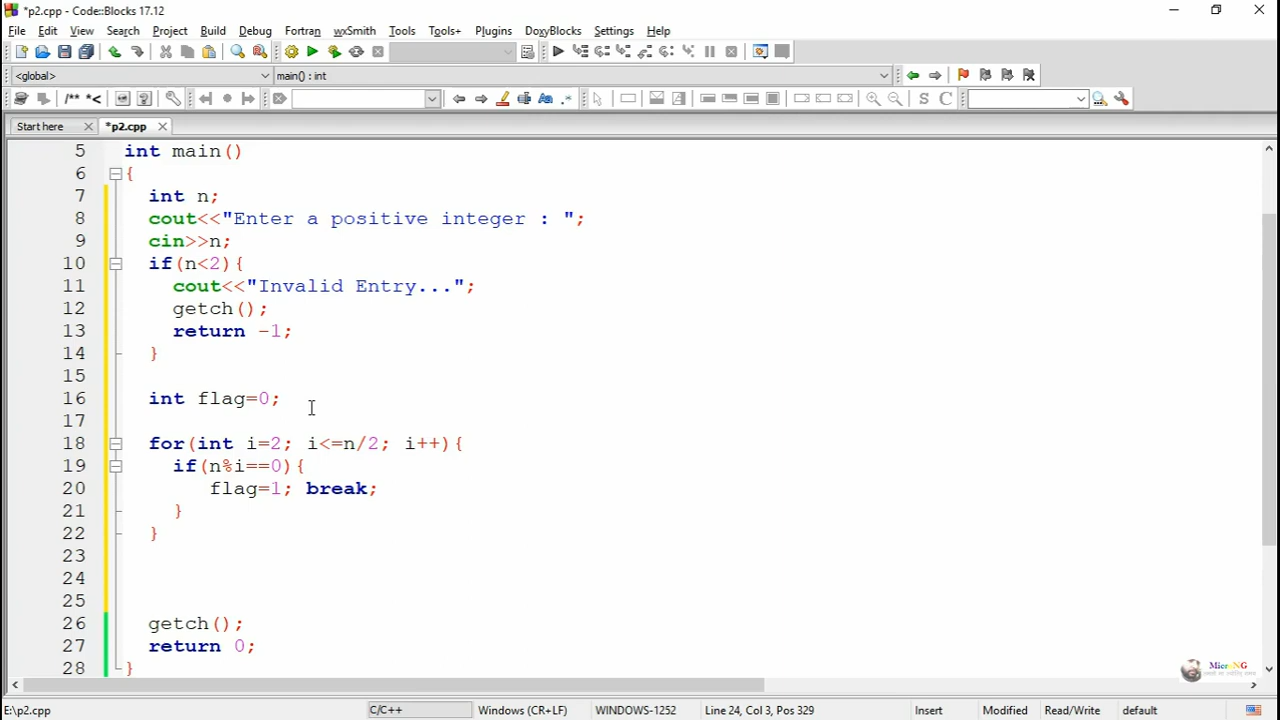 *p2.cpp - Code::Blocks 17.12
File Edit View Search Project Build Debug Fortran wxSmith Tools Tools+ Plugins DoxyBlocks Settings Help
<global> main() : int
/** *<
S C
Start here *p2.cpp
5 int main()
6 {
7 int n;
8 cout<<"Enter a positive integer : ";
9 cin>>n;
10 if(n<2){
11 cout<<"Invalid Entry...";
12 getch();
13 return -1;
14 }
15
16 int flag=0;
17
18 for(int i=2; i<=n/2; i++){
19 if(n%i==0){
20 flag=1; break;
21 }
22 }
23
24
25
26 getch();
27 return 0;
28 }
MicroNG
E:\p2.cpp C/C++ Windows (CR+LF) WINDOWS-1252 Line 24, Col 3, Pos 329 Insert Modified Read/Write default